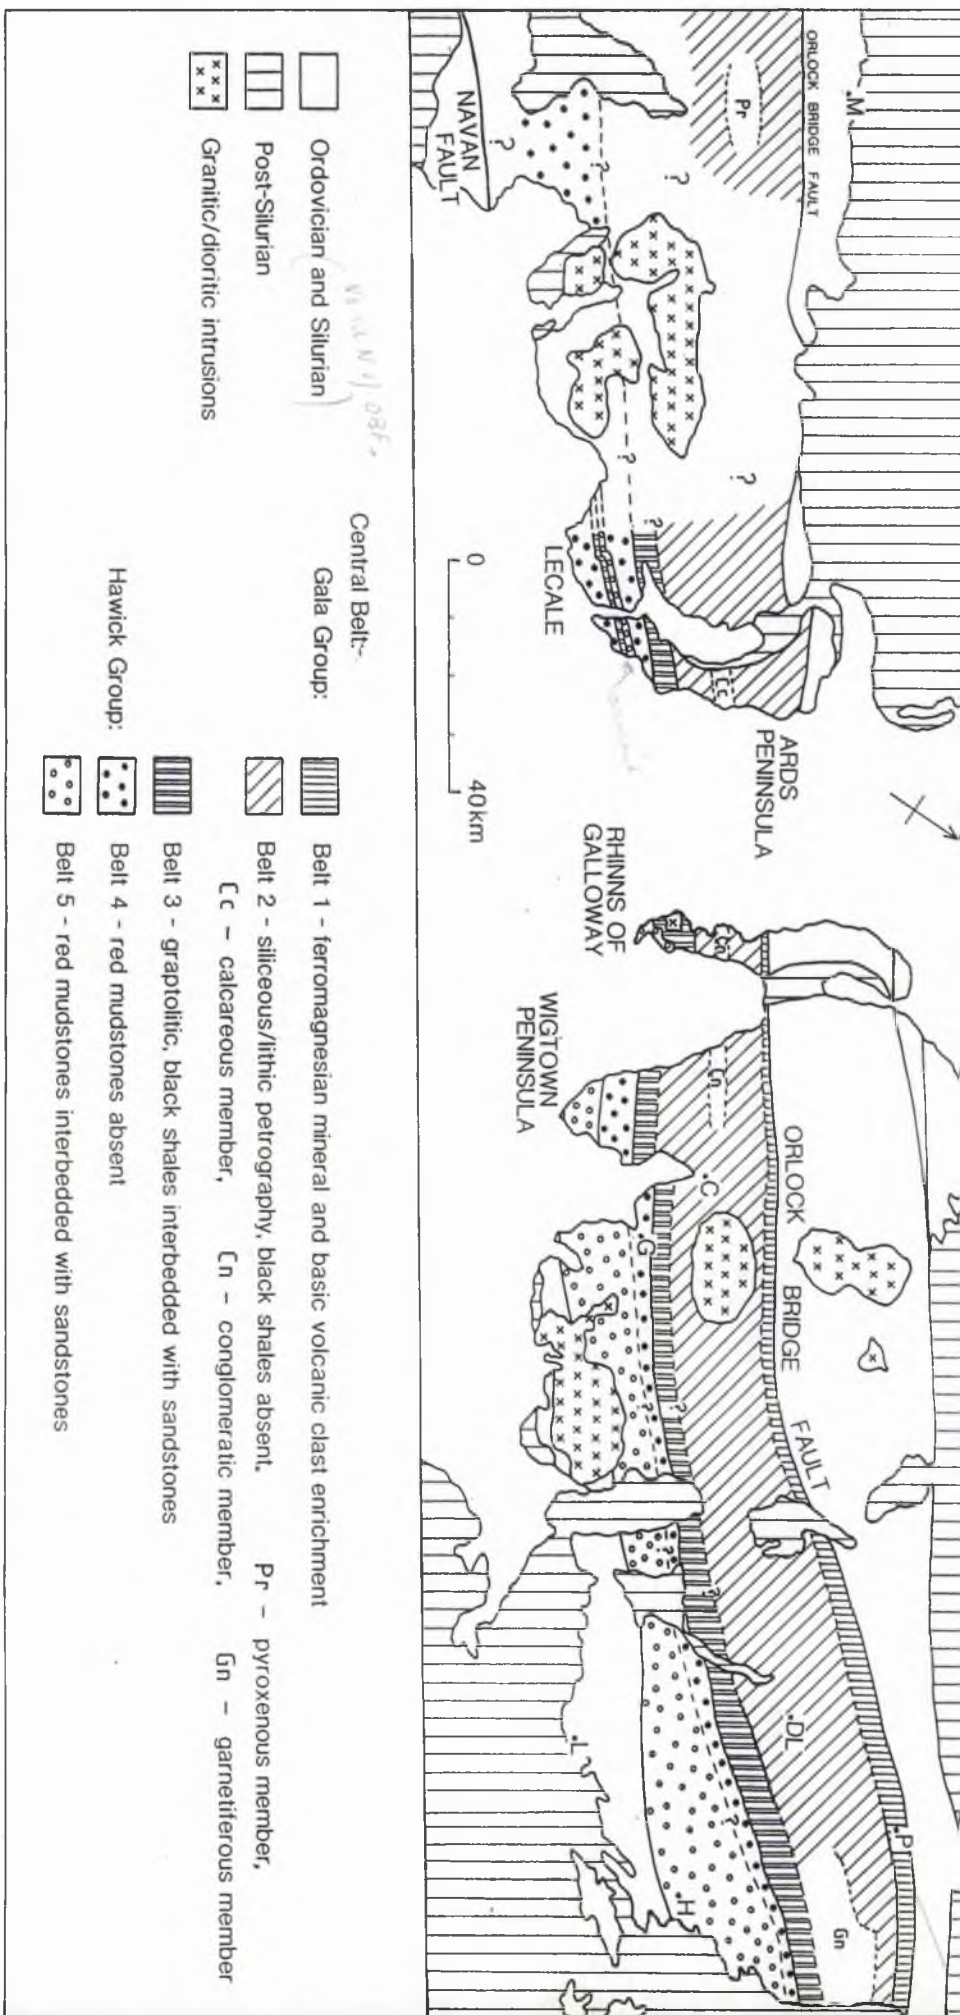 ORLOCK BRIDGE FAULT
M
Pr
?
?
?
?
?
?
?
NAVAN
FAULT
LECALE
Cc
ARDS
PENINSULA
RHINNS OF
GALLOWAY
Cn
WIGTOWN
PENINSULA
Cn
C
G
ORLOCK BRIDGE FAULT
?
?
?
?
?
DL
L
H
P
Gn
0
40km
Ordovician and Silurian
Post-Silurian
Granitic/dioritic intrusions
Central Belt:-
Gala Group:
Belt 1 - ferromagnesian mineral and basic volcanic clast enrichment
Belt 2 - siliceous/lithic petrography, black shales absent. Pr - pyroxenous member,
Cc - calcareous member, Cn - conglomeratic member, Gn - garnetiferous member
Belt 3 - graptolitic, black shales interbedded with sandstones
Hawick Group:
Belt 4 - red mudstones absent
Belt 5 - red mudstones interbedded with sandstones